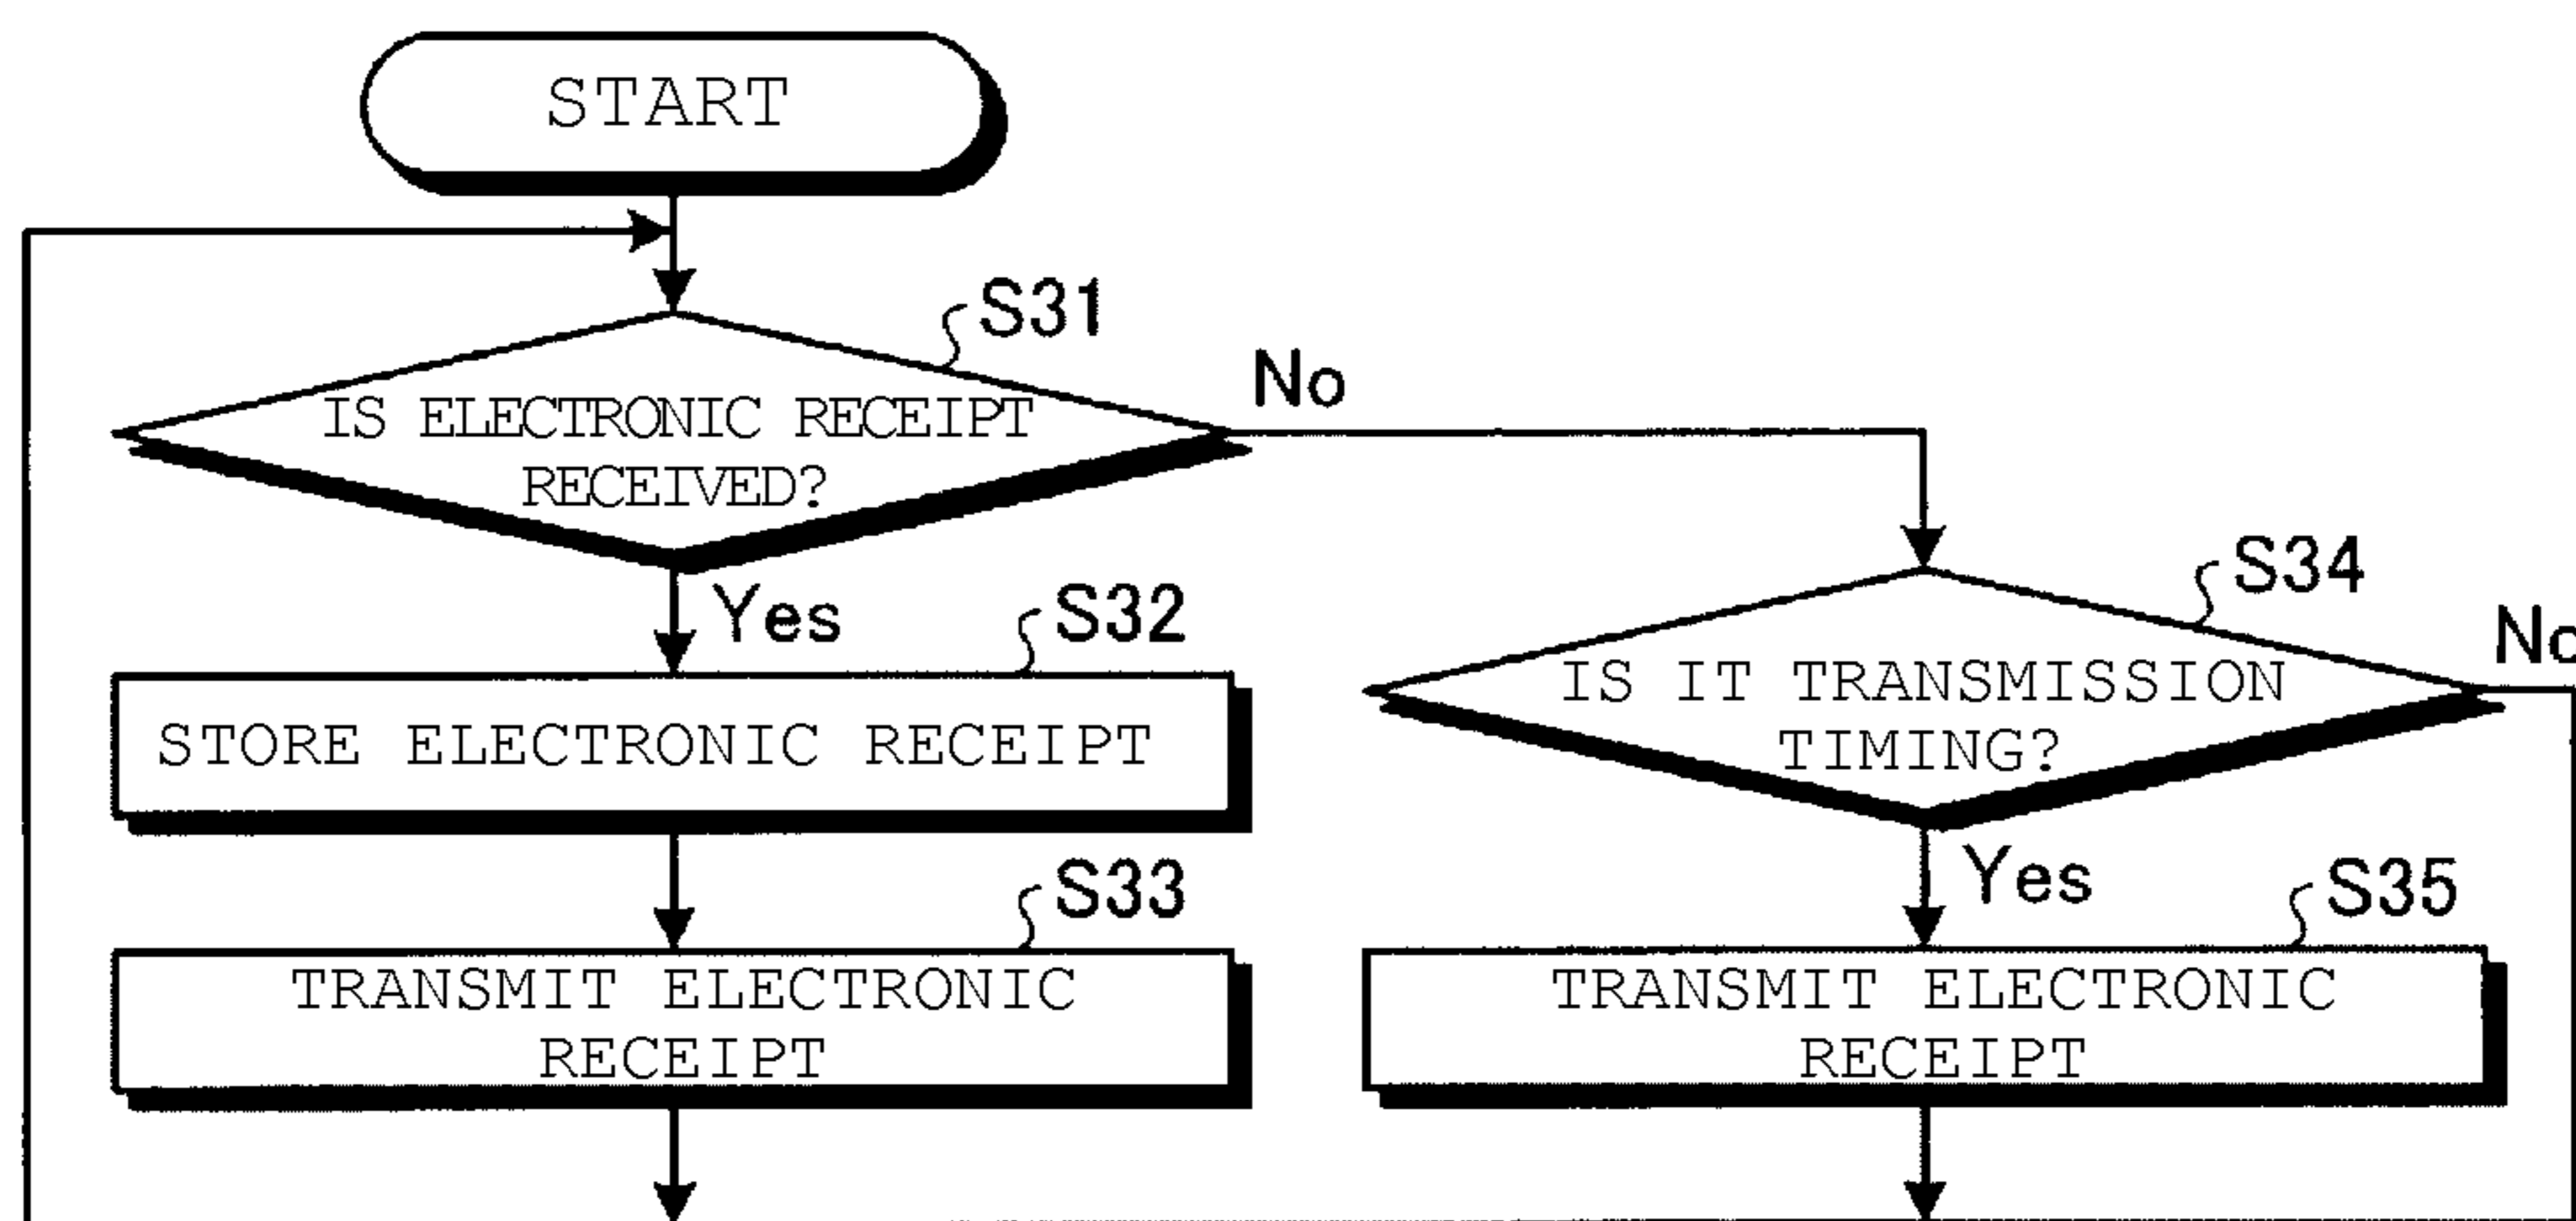 START
S31
IS ELECTRONIC RECEIPT
RECEIVED?
No
Yes
S32
STORE ELECTRONIC RECEIPT
S33
TRANSMIT ELECTRONIC
RECEIPT
S34
IS IT TRANSMISSION
TIMING?
No
Yes
S35
TRANSMIT ELECTRONIC
RECEIPT